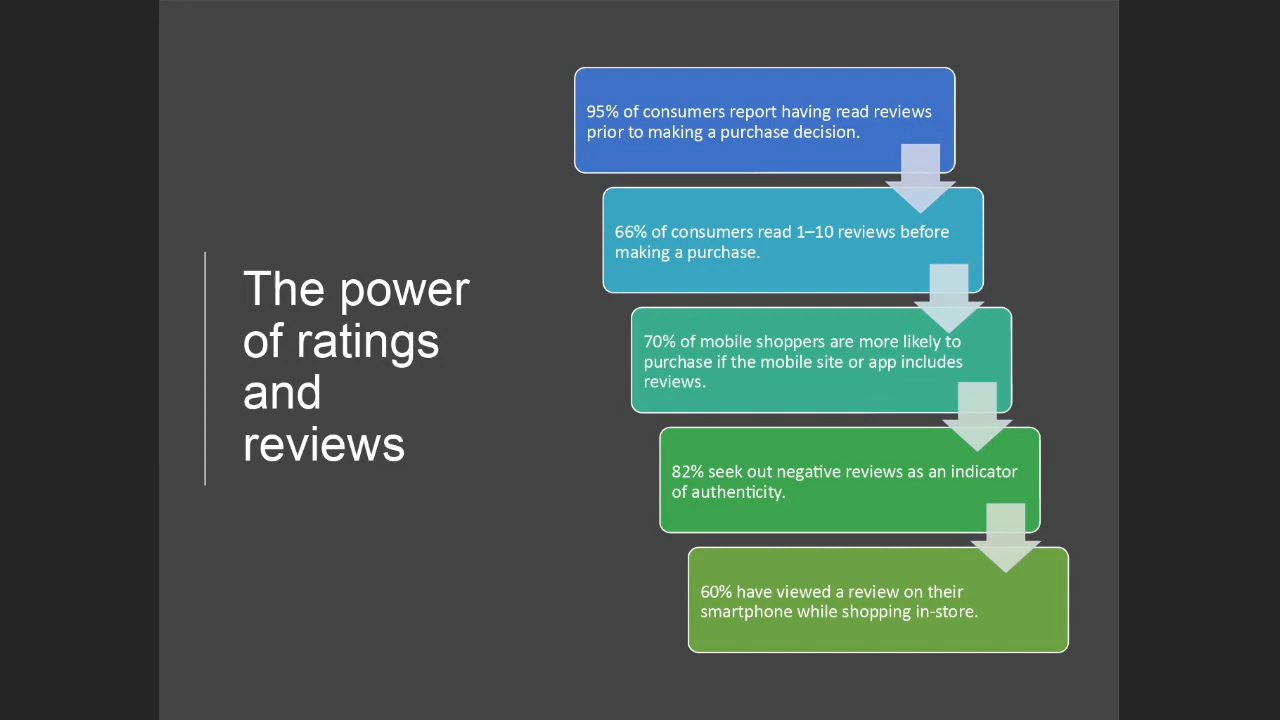 The power
of ratings
and
reviews
95% of consumers report having read reviews
prior to making a purchase decision.
66% of consumers read 1–10 reviews before
making a purchase.
70% of mobile shoppers are more likely to
purchase if the mobile site or app includes
reviews.
82% seek out negative reviews as an indicator
of authenticity.
60% have viewed a review on their
smartphone while shopping in-store.